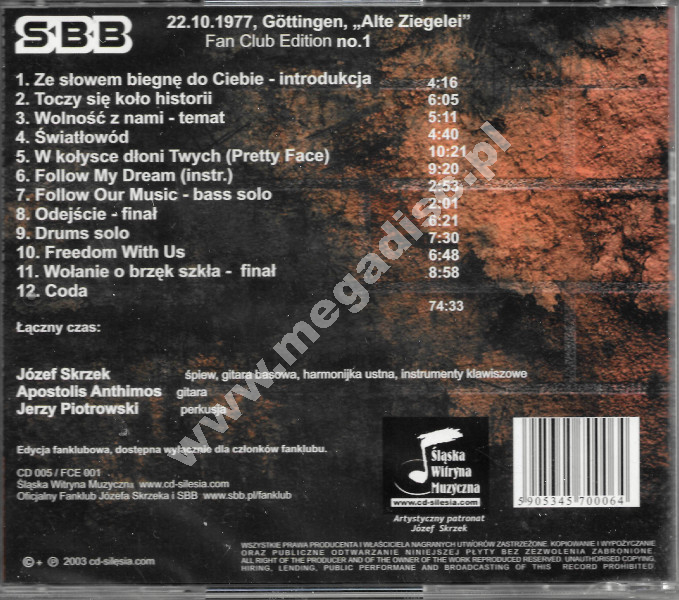 SBB
22.10.1977, Göttingen, „Alte Ziegelei”
Fan Club Edition no.1
1. Ze słowem biegnę do Ciebie - introdukcja 4:16
2. Toczy się koło historii 6:05
3. Wolność z nami - temat 5:11
4. Światłowód 4:40
5. W kołysce dłoni Twych (Pretty Face) 10:21
6. Follow My Dream (instr.) 9:20
7. Follow Our Music - bass solo 2:53
8. Odejście - finał 2:01
9. Drums solo 6:21
10. Freedom With Us 7:30
11. Wołanie o brzęk szkła - finał 6:48
12. Coda 8:58
74:33
Łączny czas:
Józef Skrzek śpiew, gitara basowa, harmonijka ustna, instrumenty klawiszowe
Apostolis Anthimos gitara
Jerzy Piotrowski perkusja
Edycja fanklubowa, dostępna wyłącznie dla członków fanklubu.
CD 005 / FCE 001
Śląska Witryna Muzyczna www.cd-silesia.com
Oficjalny Fanklub Józefa Skrzeka i SBB www.sbb.pl/fanklub
Śląska
Witryna
Muzyczna
www.cd-silesia.com
Artystyczny patronat
Józef Skrzek
5905345700064
WSZYSTKIE PRAWA PRODUCENTA I WŁAŚCICIELA NAGRANYCH UTWORÓW ZASTRZEŻONE. KOPIOWANIE I WYPOŻYCZANIE
ORAZ PUBLICZNE ODTWARZANIE NINIEJSZEJ PŁYTY BEZ ZEZWOLENIA ZABRONIONE.
ALL RIGHT OF THE PRODUCER AND OF THE OWNER OF THE WORK REPRODUCED RESERVED. UNAUTHORISED COPYING,
HIRING, LENDING, PUBLIC PERFORMANE AND BROADCASTING OF THIS RECORD PROHIBITED.
© + ℗ 2003 cd-silesia.com
www.megadisc.pl